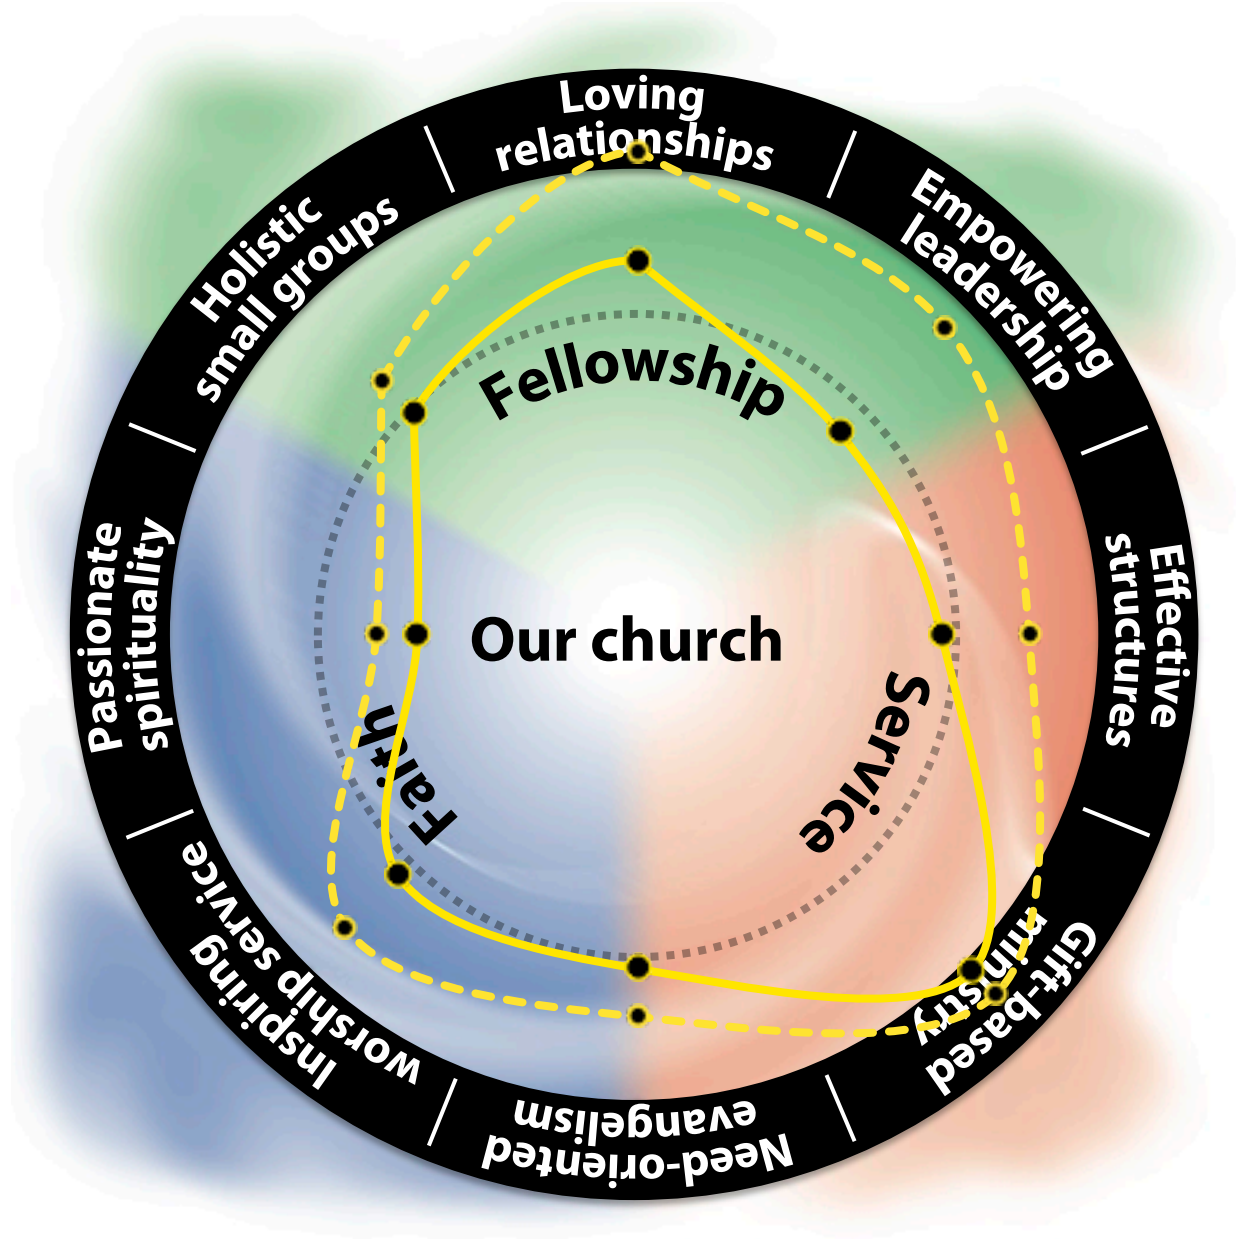 Loving
relationships
Empowering
leadership
Effective
structures
Gift-based
ministry
Need-oriented
evangelism
Inspiring
worship service
Passionate
spirituality
Holistic
small groups
Fellowship
Service
Faith
Our church